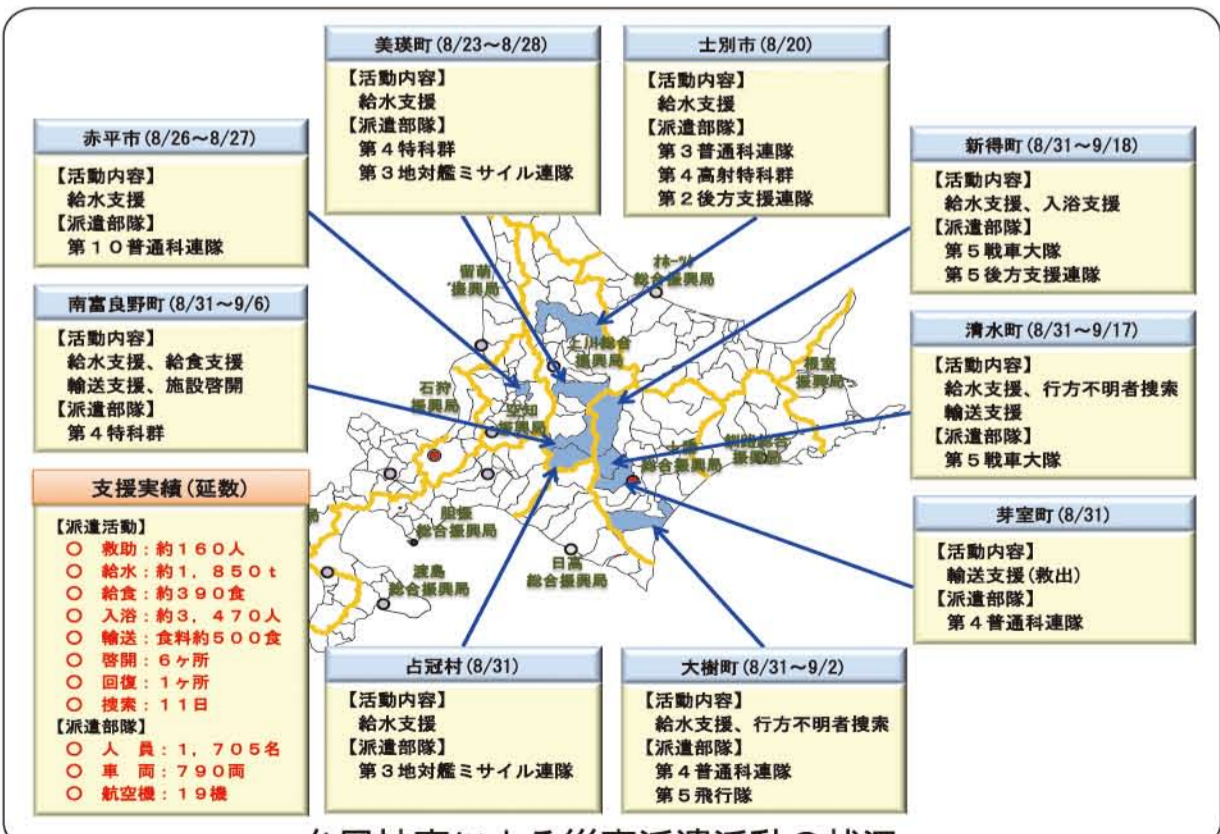 美瑛町(8/23～8/28)
【活動内容】
給水支援
【派遣部隊】
第４特科群
第３地対艦ミサイル連隊
士別市(8/20)
【活動内容】
給水支援
【派遣部隊】
第３普通科連隊
第４高射特科群
第２後方支援連隊
赤平市(8/26～8/27)
【活動内容】
給水支援
【派遣部隊】
第１０普通科連隊
新得町(8/31～9/18)
【活動内容】
給水支援、入浴支援
【派遣部隊】
第５戦車大隊
第５後方支援連隊
南富良野町(8/31～9/6)
【活動内容】
給水支援、給食支援
輸送支援、施設啓開
【派遣部隊】
第４特科群
清水町(8/31～9/17)
【活動内容】
給水支援、行方不明者捜索
輸送支援
【派遣部隊】
第５戦車大隊
留萌
振興局
ｵﾎｰﾂｸ
総合振興局
上川総合
振興局
根室
振興局
石狩
振興局
空知
振興局
十勝
総合振興局
釧路総合
振興局
胆振
総合振興局
日高
総合振興局
渡島
総合振興局
局
支援実績(延数)
【派遣活動】
○ 救助：約１６０人
○ 給水：約１，８５０ｔ
○ 給食：約３９０食
○ 入浴：約３，４７０人
○ 輸送：食料約５００食
○ 啓開：６ヶ所
○ 回復：１ヶ所
○ 捜索：１１日
【派遣部隊】
○ 人　員：１，７０５名
○ 車　両：７９０両
○ 航空機：１９機
芽室町(8/31)
【活動内容】
輸送支援(救出)
【派遣部隊】
第４普通科連隊
占冠村(8/31)
【活動内容】
給水支援
【派遣部隊】
第３地対艦ミサイル連隊
大樹町(8/31～9/2)
【活動内容】
給水支援、行方不明者捜索
【派遣部隊】
第４普通科連隊
第５飛行隊